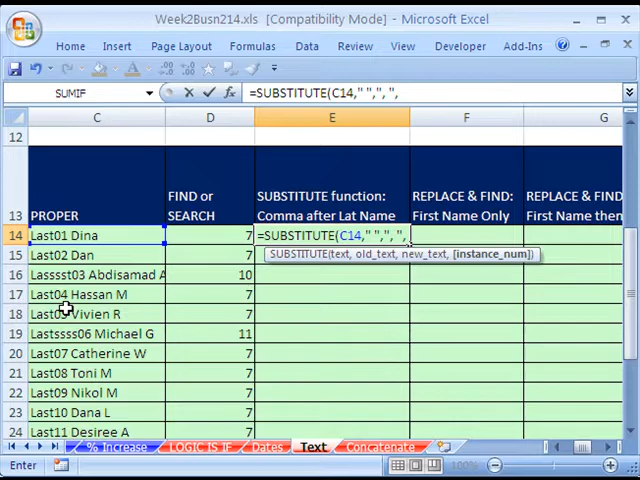 Week2Busn214.xls [Compatibility Mode] - Microsoft Excel
Home Insert Page Layout Formulas Data Review View Developer Add-Ins
SUMIF =SUBSTITUTE(C14," ",", ",
C D E F G
12
FIND or SUBSTITUTE function: REPLACE & FIND: REPLACE & FIN
13 PROPER SEARCH Comma after Lat Name First Name Only First Name then
14 Last01 Dina 7 =SUBSTITUTE(C14," ",", ",
15 Last02 Dan 7 SUBSTITUTE(text, old_text, new_text, [instance_num])
16 Lasssst03 Abdisamad A 10
17 Last04 Hassan M 7
18 Last05 Vivien R 7
19 Lastssss06 Michael G 11
20 Last07 Catherine W 7
21 Last08 Toni M 7
22 Last09 Nikol M 7
23 Last10 Dana L 7
24 Last11 Desiree A 7
% Increase LOGIC IS IF Dates Text Concatenate
Enter 100%